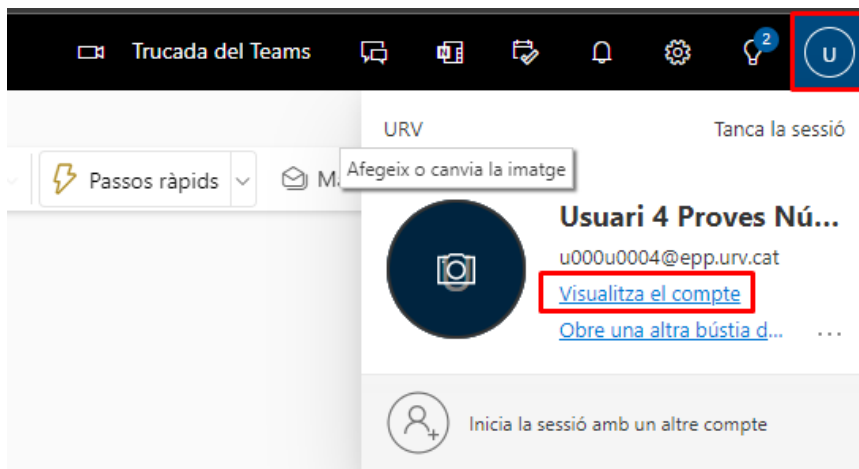 Trucada del Teams
2
U
URV
Tanca la sessió
Passos ràpids
Afegeix o canvia la imatge
Usuari 4 Proves Nú...
u000u0004@epp.urv.cat
Visualitza el compte
Obre una altra bústia d...
Inicia la sessió amb un altre compte